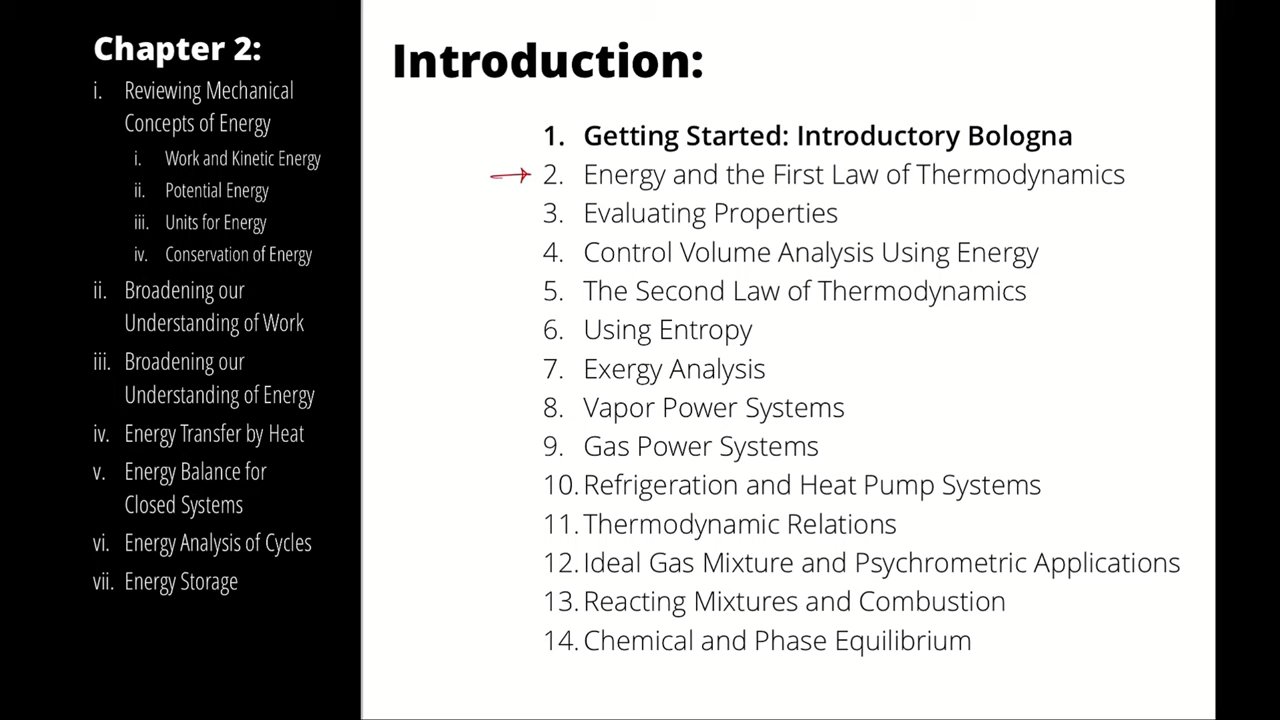 Chapter 2:
i. Reviewing Mechanical
Concepts of Energy
i. Work and Kinetic Energy
ii. Potential Energy
iii. Units for Energy
iv. Conservation of Energy
ii. Broadening our
Understanding of Work
iii. Broadening our
Understanding of Energy
iv. Energy Transfer by Heat
v. Energy Balance for
Closed Systems
vi. Energy Analysis of Cycles
vii. Energy Storage
Introduction:
1. Getting Started: Introductory Bologna
2. Energy and the First Law of Thermodynamics
3. Evaluating Properties
4. Control Volume Analysis Using Energy
5. The Second Law of Thermodynamics
6. Using Entropy
7. Exergy Analysis
8. Vapor Power Systems
9. Gas Power Systems
10. Refrigeration and Heat Pump Systems
11. Thermodynamic Relations
12. Ideal Gas Mixture and Psychrometric Applications
13. Reacting Mixtures and Combustion
14. Chemical and Phase Equilibrium